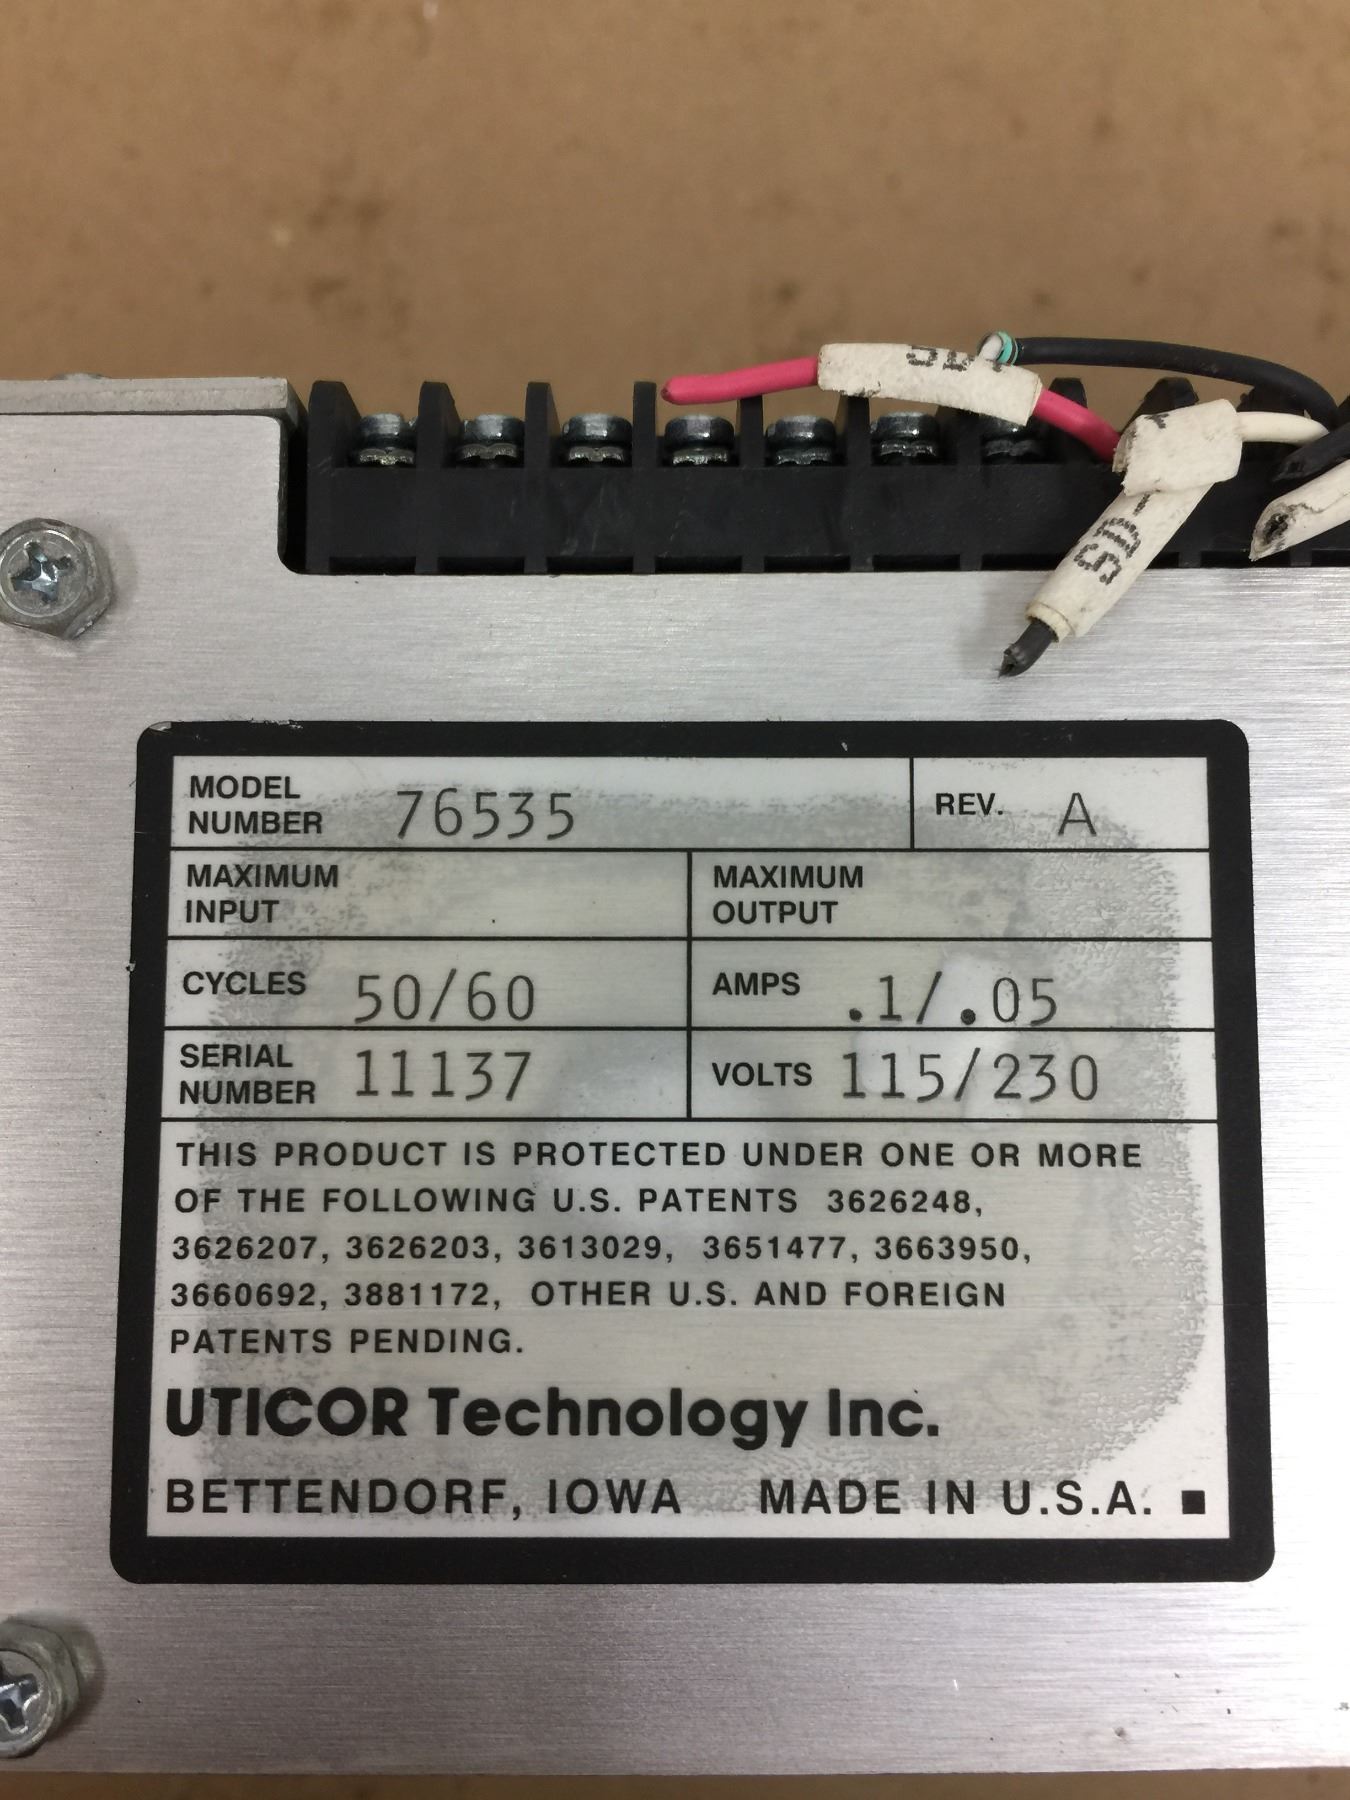 SD-
SD-
MODEL NUMBER 76535 REV. A
MAXIMUM INPUT MAXIMUM OUTPUT
CYCLES 50/60 AMPS .1/.05
SERIAL NUMBER 11137 VOLTS 115/230
THIS PRODUCT IS PROTECTED UNDER ONE OR MORE
OF THE FOLLOWING U.S. PATENTS 3626248,
3626207, 3626203, 3613029, 3651477, 3663950,
3660692, 3881172, OTHER U.S. AND FOREIGN
PATENTS PENDING.
UTICOR Technology Inc.
BETTENDORF, IOWA MADE IN U.S.A.